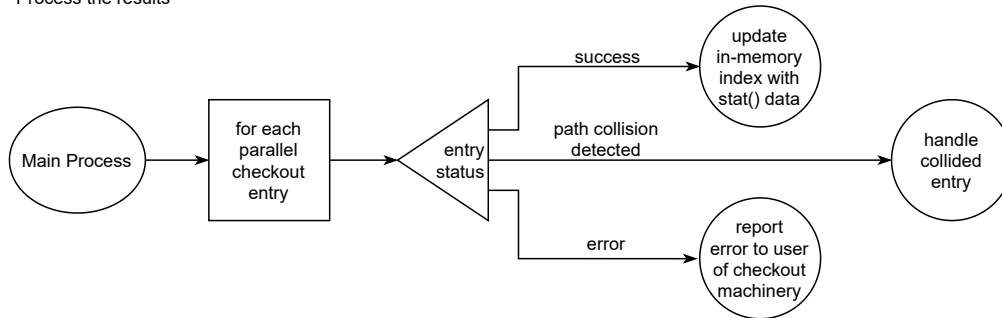 Process the results
Main Process
for each
parallel
checkout
entry
entry
status
success
update
in-memory
index with
stat() data
path collision
detected
handle
collided
entry
error
report
error to user
of checkout
machinery